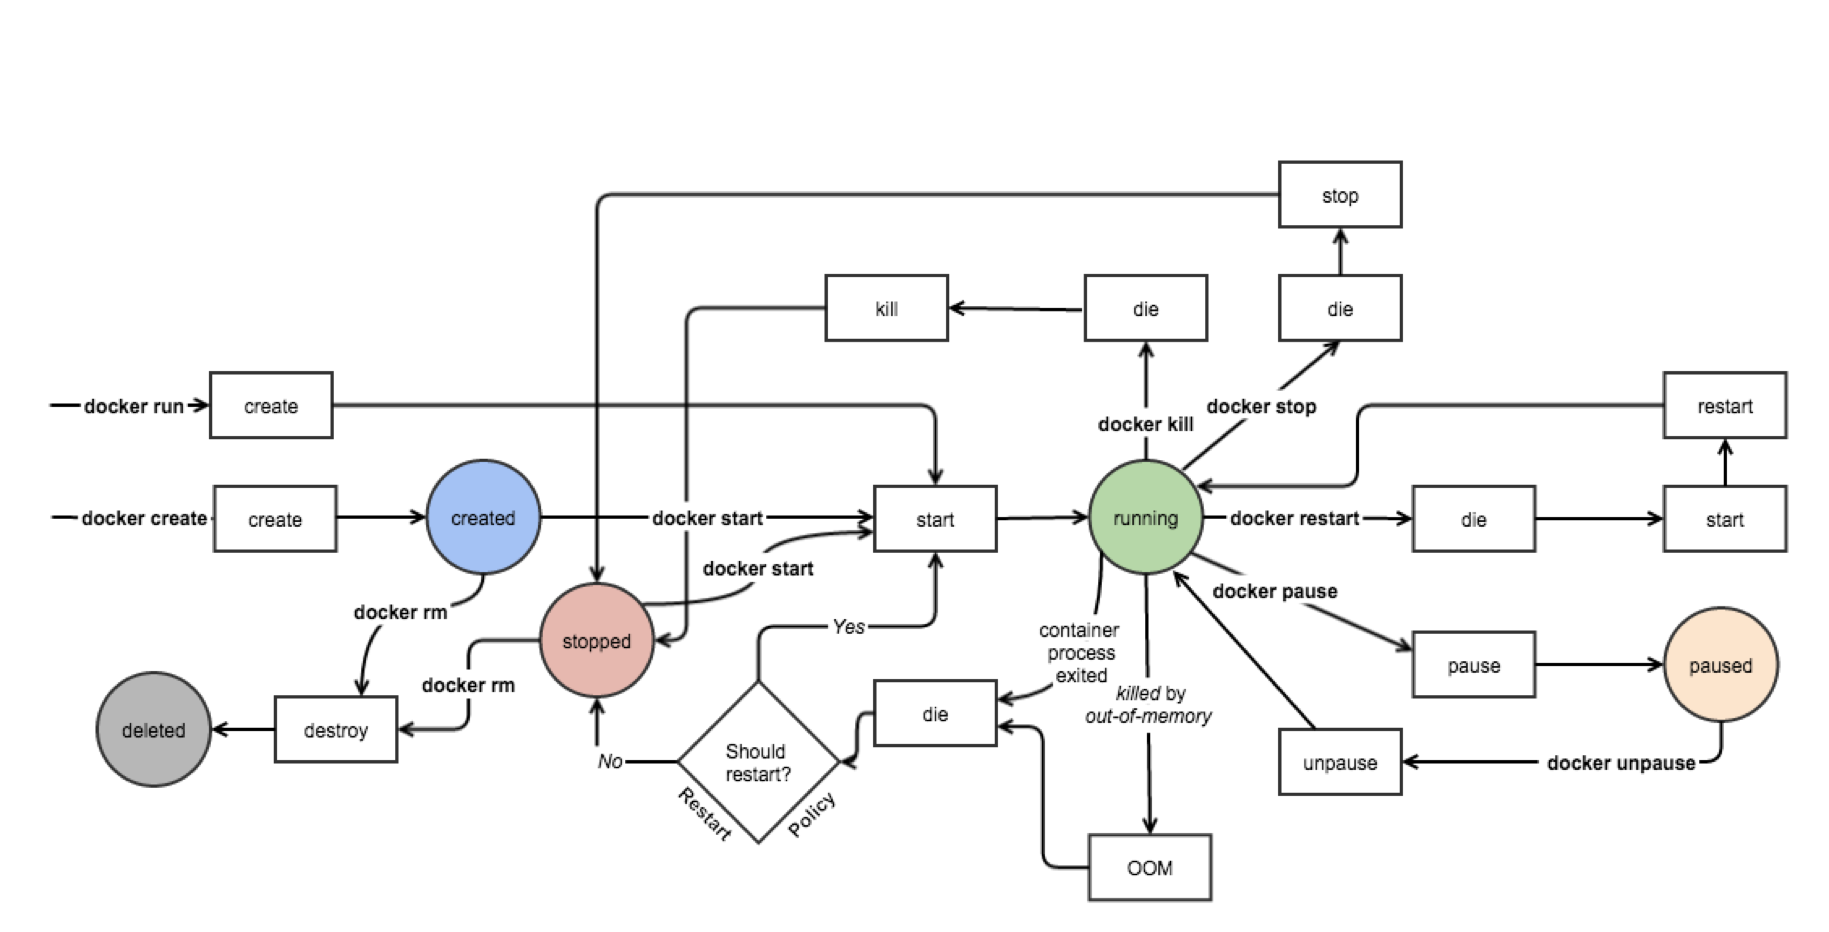 stop
kill
die
die
docker run
create
docker kill
docker stop
restart
docker create
create
created
docker start
start
running
docker restart
die
start
docker start
docker rm
stopped
Yes
container
process
exited
docker pause
pause
paused
docker rm
killed by
out-of-memory
deleted
destroy
No
Should
restart?
Restart
Policy
die
unpause
docker unpause
OOM